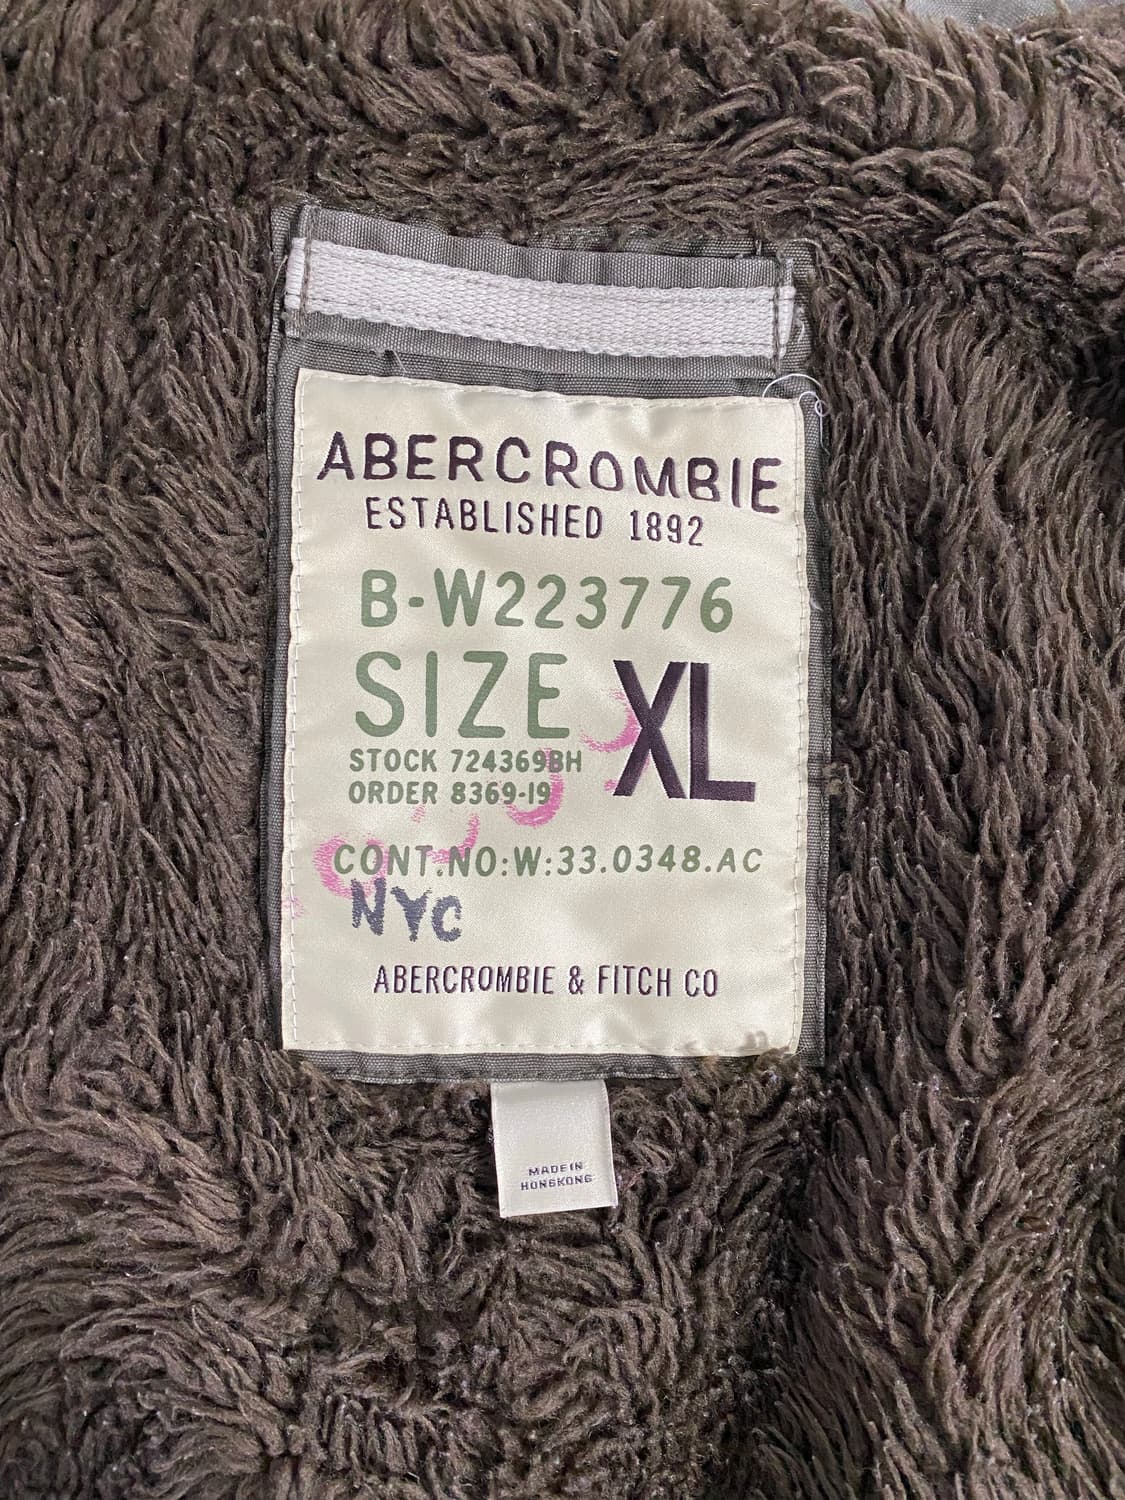 ABERCROMBIE
ESTABLISHED 1892
B-W223776
SIZE XL
STOCK 724369BH
ORDER 8369-19
CONT.NO:W:33.0348.AC
NYC
ABERCROMBIE & FITCH CO
MADE IN
HONGKONG